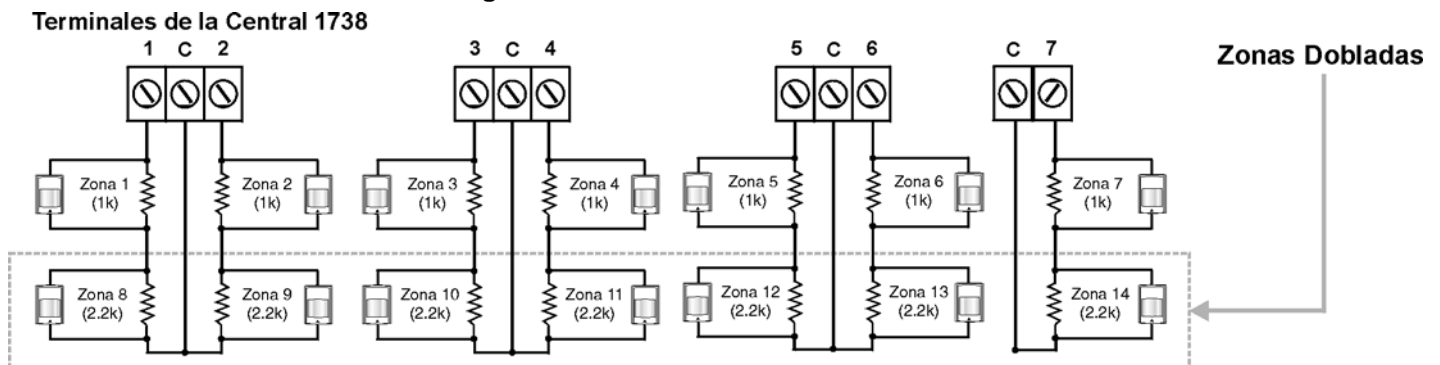 Terminales de la Central 1738
1 C 2
3 C 4
5 C 6
C 7
Zonas Dobladas
Zona 1
(1k)
Zona 2
(1k)
Zona 3
(1k)
Zona 4
(1k)
Zona 5
(1k)
Zona 6
(1k)
Zona 7
(1k)
Zona 8
(2.2k)
Zona 9
(2.2k)
Zona 10
(2.2k)
Zona 11
(2.2k)
Zona 12
(2.2k)
Zona 13
(2.2k)
Zona 14
(2.2k)